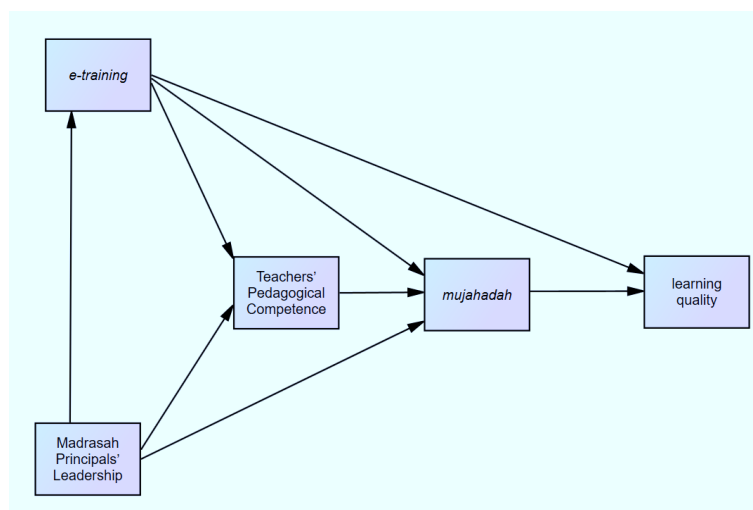 e-training
Teachers’
Pedagogical
Competence
mujahadah
learning
quality
Madrasah
Principals’
Leadership